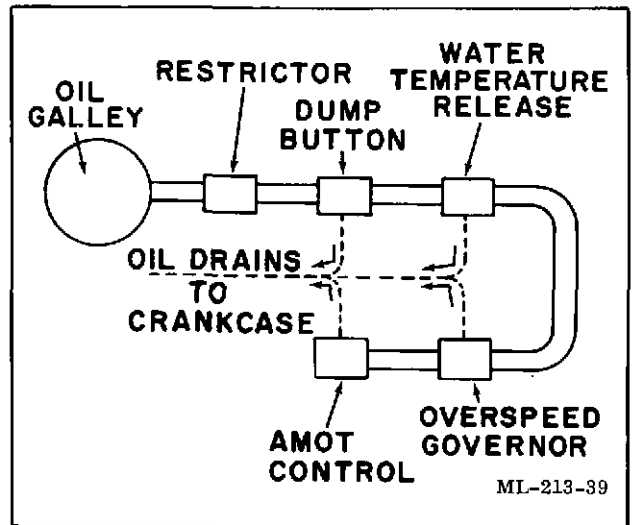 OIL
GALLEY
RESTRICTOR
DUMP
BUTTON
WATER
TEMPERATURE
RELEASE
OIL DRAINS
TO
CRANKCASE
AMOT
CONTROL
OVERSPEED
GOVERNOR
ML-213-39